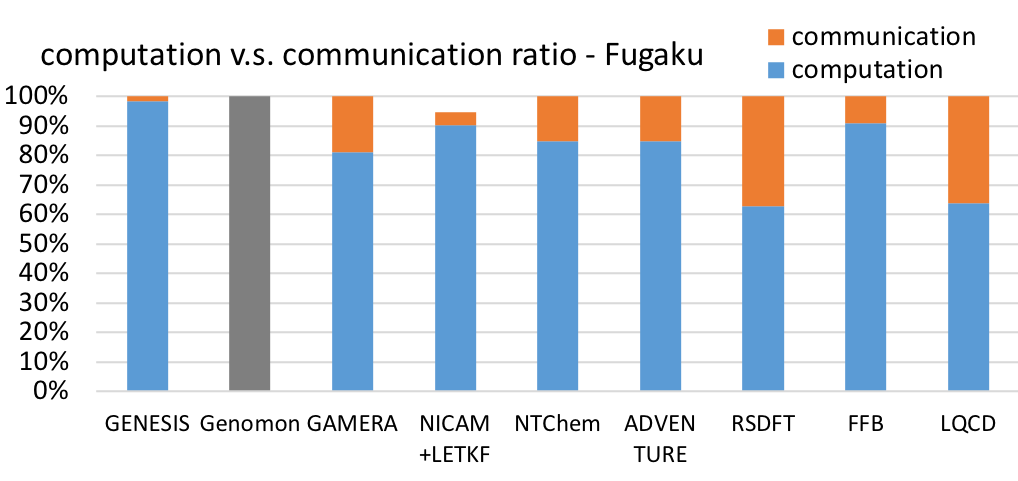 computation v.s. communication ratio - Fugaku
communication
computation
100%
90%
80%
70%
60%
50%
40%
30%
20%
10%
0%
GENESIS
Genomon
GAMERA
NICAM
+LETKF
NTChem
ADVEN
TURE
RSDFT
FFB
LQCD